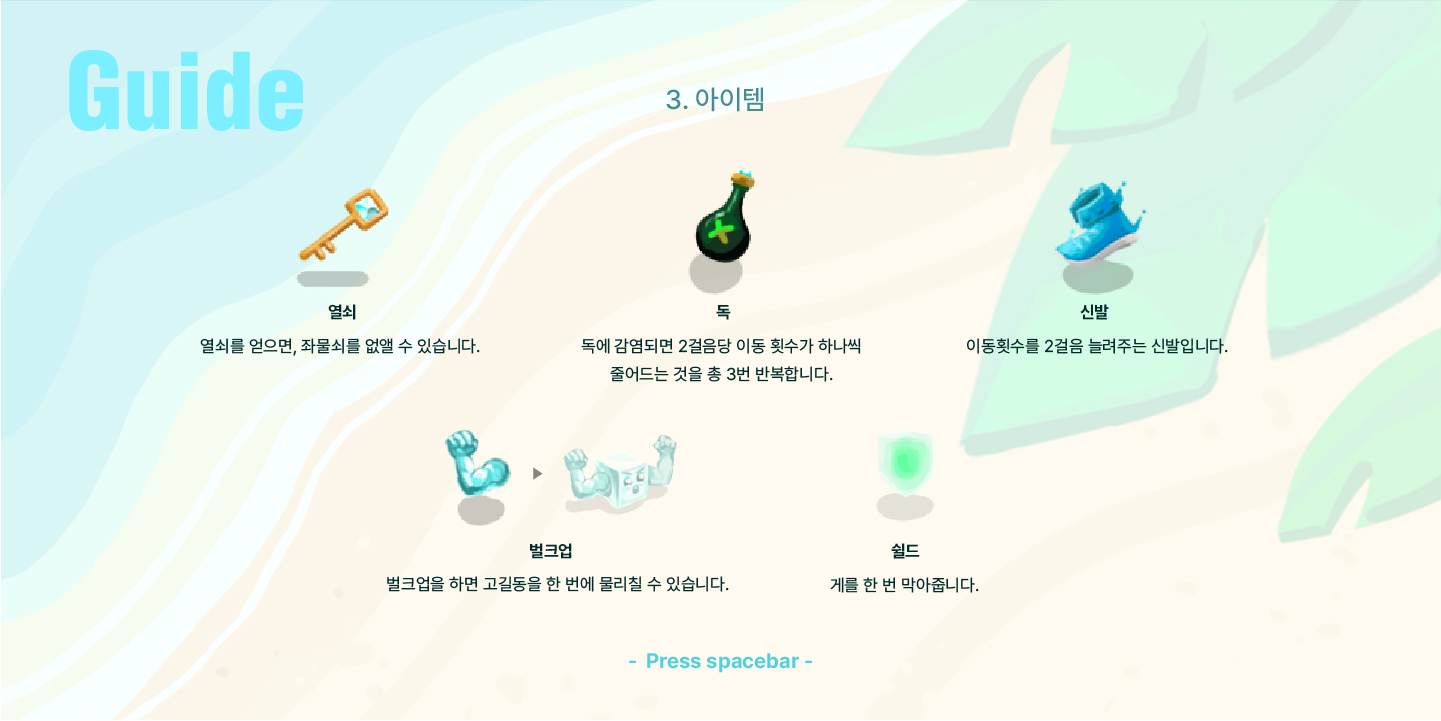 Guide
3. 아이템
열쇠
열쇠를 얻으면, 좌물쇠를 없앨 수 있습니다.
독
독에 감염되면 2걸음당 이동 횟수가 하나씩
줄어드는 것을 총 3번 반복합니다.
신발
이동횟수를 2걸음 늘려주는 신발입니다.
벌크업
벌크업을 하면 고길동을 한 번에 물리칠 수 있습니다.
쉴드
게를 한 번 막아줍니다.
- Press spacebar -